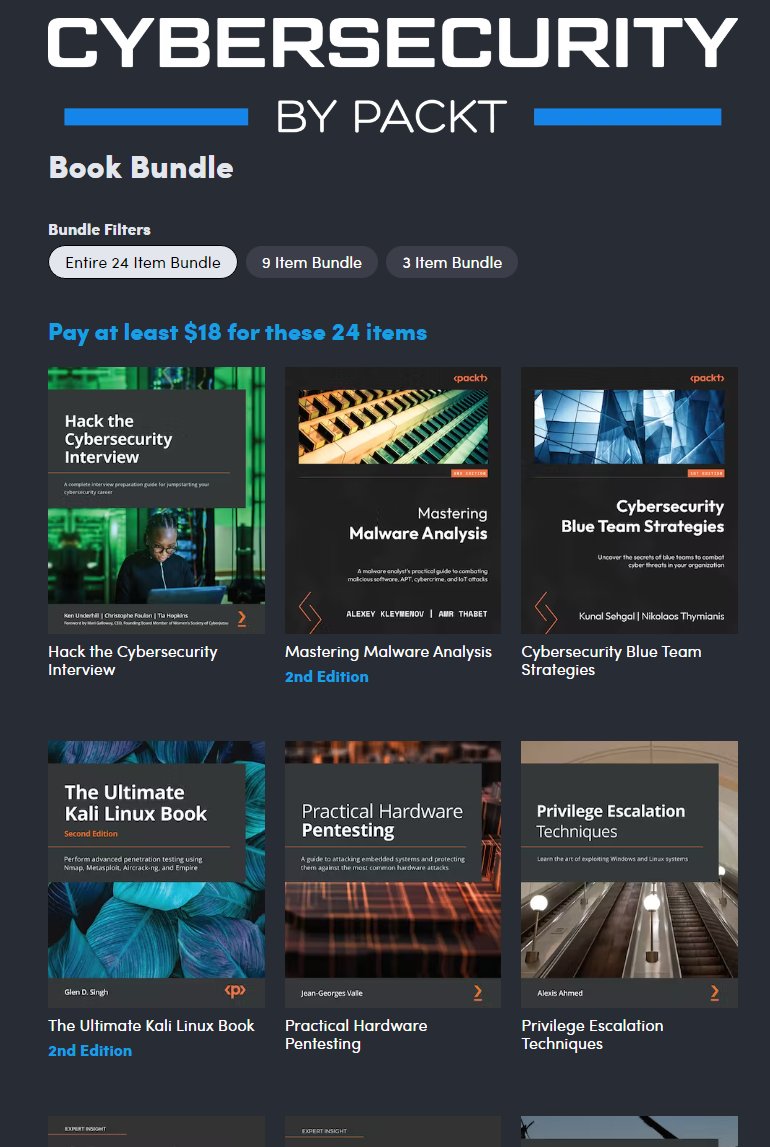 CYBERSECURITY
BY PACKT
Book Bundle
Bundle Filters
Entire 24 Item Bundle
9 Item Bundle
3 Item Bundle
Pay at least $18 for these 24 items
Hack the
Cybersecurity
Interview
A complete interview preparation guide for jumpstarting your
cybersecurity career
Ken Underhill | Christophe Foulon | Tia Hopkins
Foreword by Mari Galloway, CEO, Founding Board Member of Women's Society of Cyberjutsu
Hack the Cybersecurity
Interview
<packt>
2ND EDITION
Mastering
Malware Analysis
A malware analyst's practical guide to combating
malicious software, APT, cybercrime, and IoT attacks
ALEXEY KLEYMENOV | AMR THABET
Mastering Malware Analysis
2nd Edition
<packt>
1ST EDITION
Cybersecurity
Blue Team Strategies
Uncover the secrets of blue teams to combat
cyber threats in your organization
Kunal Sehgal | Nikolaos Thymianis
Cybersecurity Blue Team
Strategies
The Ultimate
Kali Linux Book
Second Edition
Perform advanced penetration testing using
Nmap, Metasploit, Aircrack-ng, and Empire
Glen D. Singh
<p>
The Ultimate Kali Linux Book
2nd Edition
Practical Hardware
Pentesting
A guide to attacking embedded systems and protecting
them against the most common hardware attacks
Jean-Georges Valle
Practical Hardware
Pentesting
Privilege Escalation
Techniques
Learn the art of exploiting Windows and Linux systems
Alexis Ahmed
Privilege Escalation
Techniques
EXPERT INSIGHT
EXPERT INSIGHT